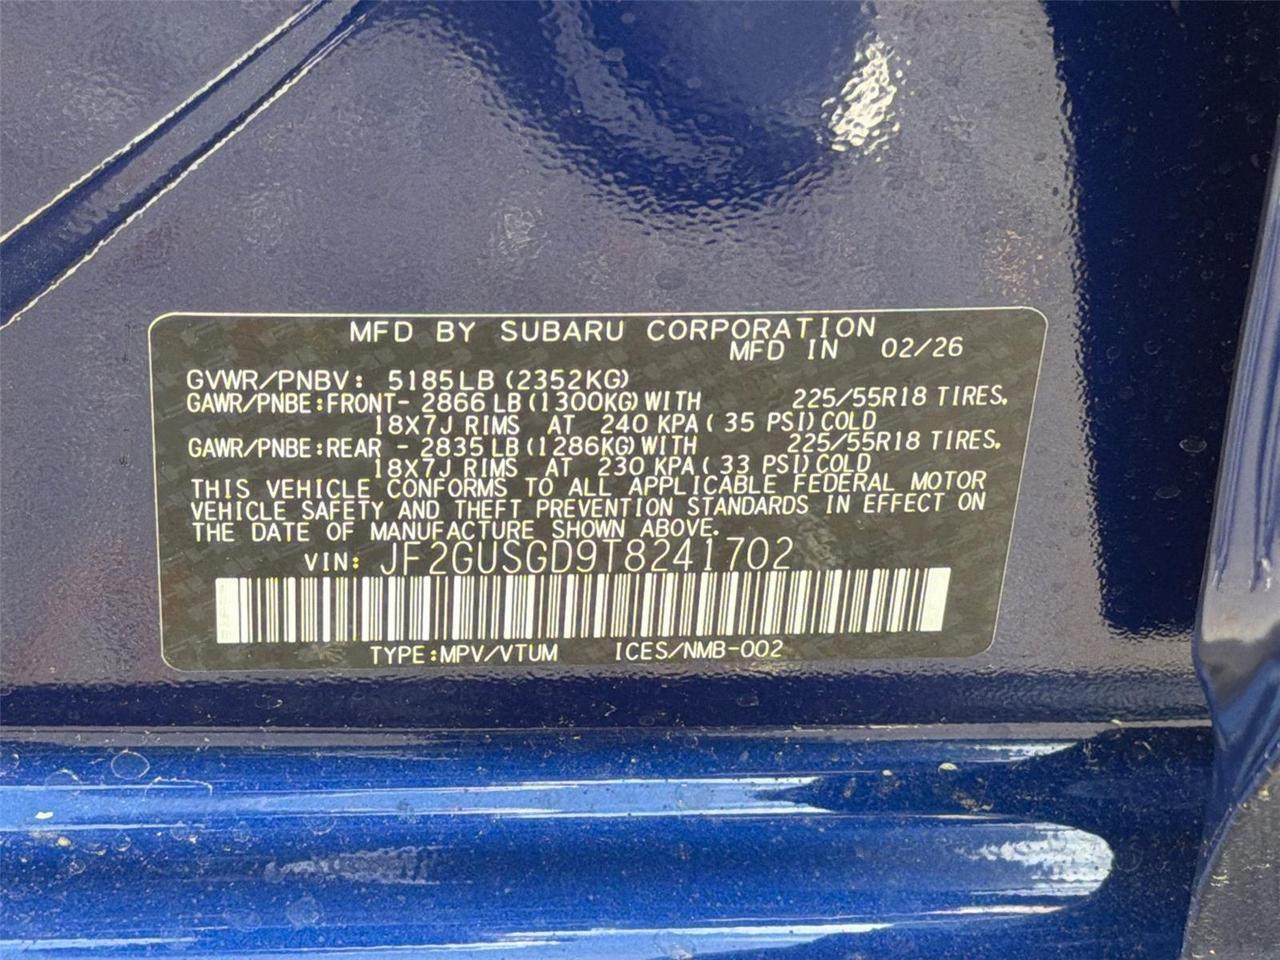 MFD BY SUBARU CORPORATION
MFD IN 02/26
GVWR/PNBV: 5185LB (2352KG)
GAWR/PNBE:FRONT- 2866 LB (1300KG) WITH 225/55R18 TIRES.
18X7J RIMS AT 240 KPA ( 35 PSI) COLD
GAWR/PNBE:REAR - 2835 LB (1286KG) WITH 225/55R18 TIRES.
18X7J RIMS AT 230 KPA ( 33 PSI) COLD
THIS VEHICLE CONFORMS TO ALL APPLICABLE FEDERAL MOTOR
VEHICLE SAFETY AND THEFT PREVENTION STANDARDS IN EFFECT ON
THE DATE OF MANUFACTURE SHOWN ABOVE.
VIN: JF2GUSGD9T8241702
TYPE:MPV/VTUM ICES/NMB-002